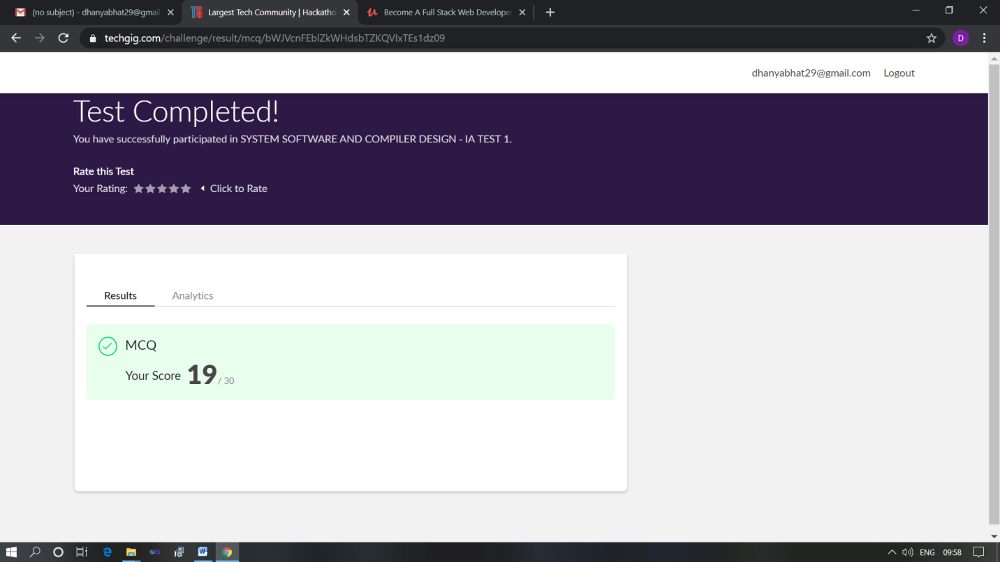 (no subject) - dhanyabhat29@gmail
Largest Tech Community | Hackatho
Become A Full Stack Web Developer
techgig.com/challenge/result/mcq/bWJVcnFEblZkWHdsbTZKQVIxTEs1dz09
D
dhanyabhat29@gmail.com Logout
Test Completed!
You have successfully participated in SYSTEM SOFTWARE AND COMPILER DESIGN - IA TEST 1.
Rate this Test
Your Rating: Click to Rate
Results Analytics
MCQ
Your Score 19 / 30
ENG 09:58